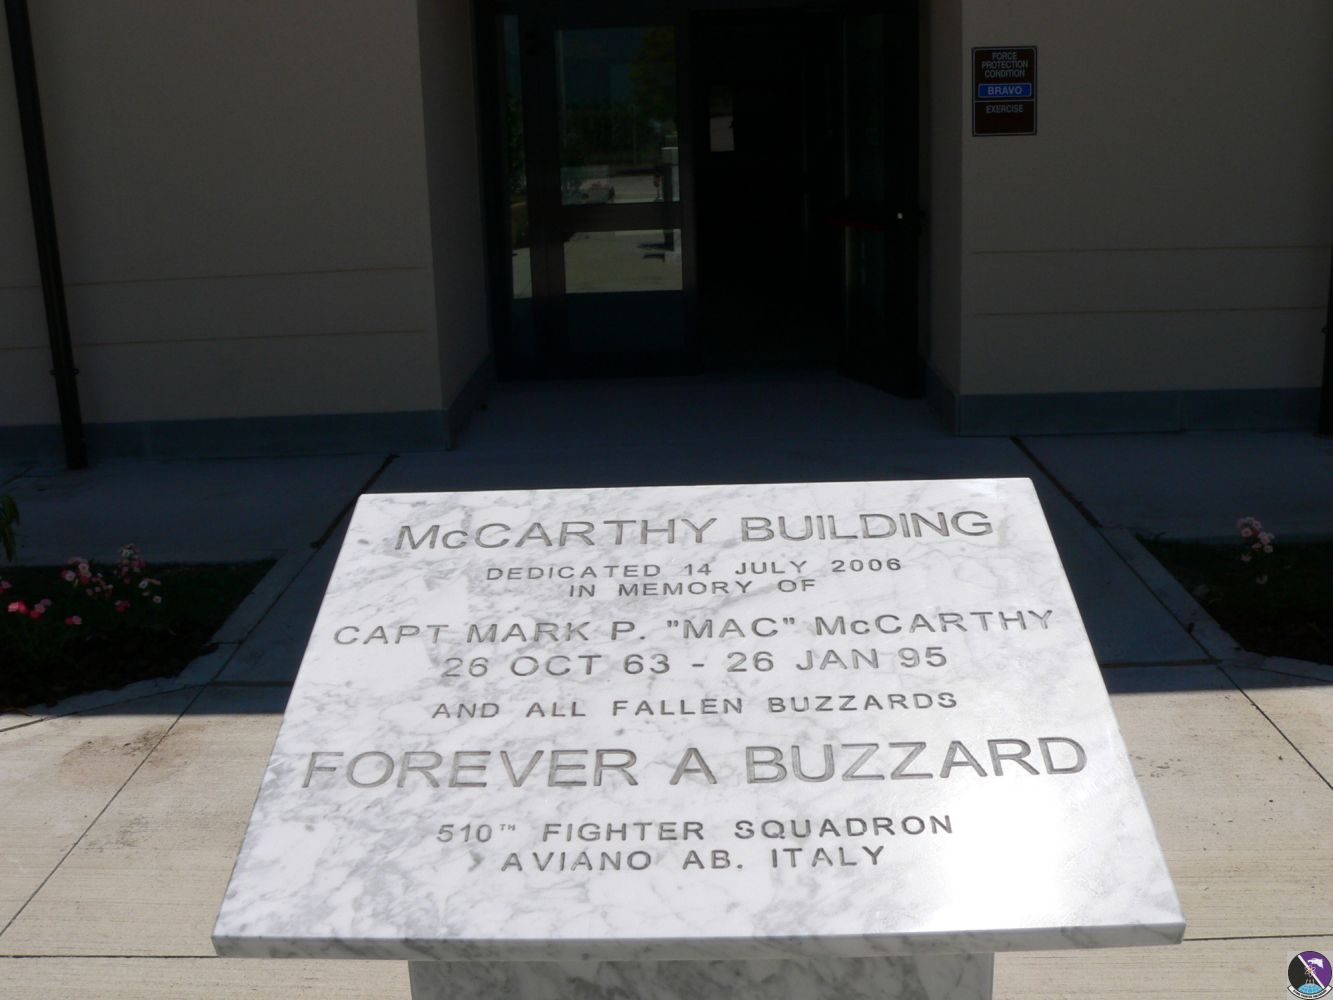 FORCE
PROTECTION
CONDITION
BRAVO
EXERCISE
McCARTHY BUILDING
DEDICATED 14 JULY 2006
IN MEMORY OF
CAPT MARK P. "MAC" McCARTHY
26 OCT 63 - 26 JAN 95
AND ALL FALLEN BUZZARDS
FOREVER A BUZZARD
510TH FIGHTER SQUADRON
AVIANO AB. ITALY